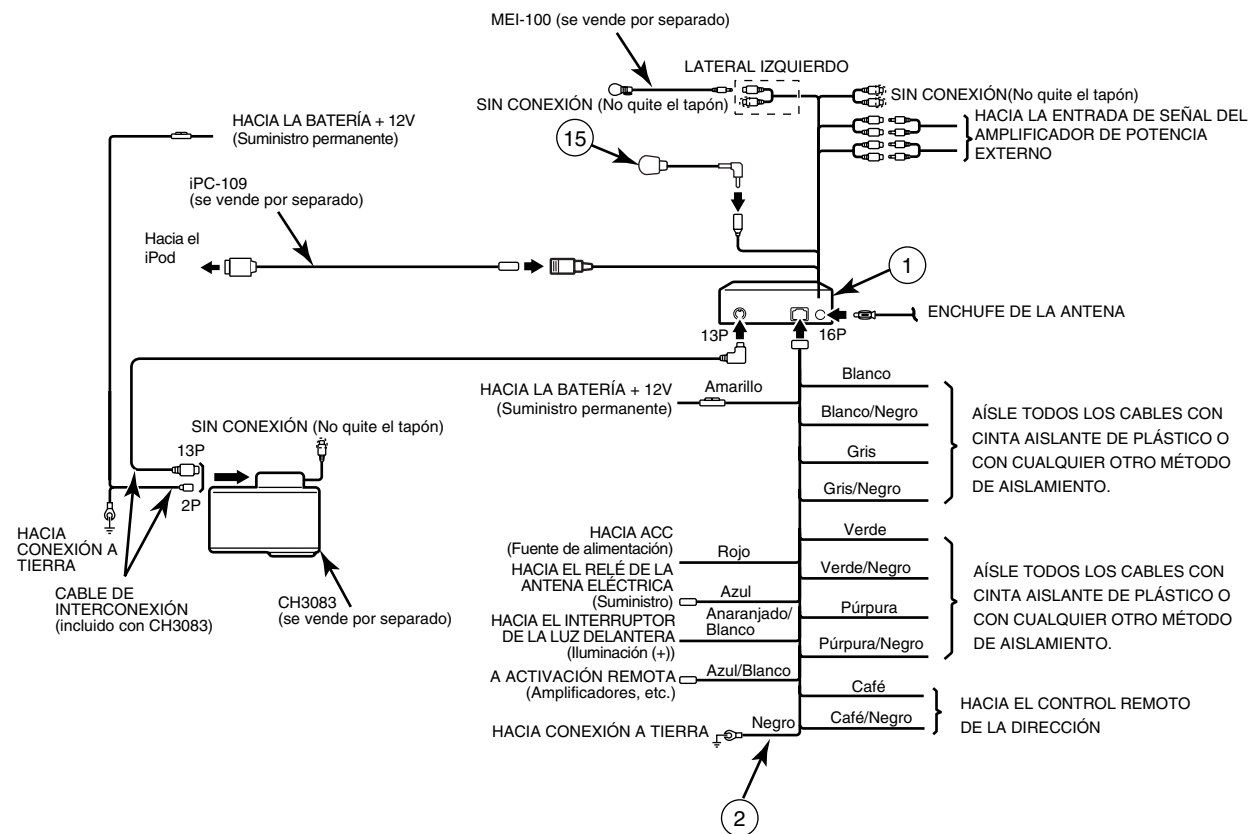 MEI-100 (se vende por separado)
LATERAL IZQUIERDO
SIN CONEXIÓN (No quite el tapón)
SIN CONEXIÓN(No quite el tapón)
HACIA LA ENTRADA DE SEÑAL DEL
AMPLIFICADOR DE POTENCIA
EXTERNO
HACIA LA BATERÍA + 12V
(Suministro permanente)
15
iPC-109
(se vende por separado)
Hacia el
iPod
1
ENCHUFE DE LA ANTENA
13P
16P
HACIA LA BATERÍA + 12V
(Suministro permanente)
Amarillo
Blanco
Blanco/Negro
Gris
Gris/Negro
AÍSLE TODOS LOS CABLES CON
CINTA AISLANTE DE PLÁSTICO O
CON CUALQUIER OTRO MÉTODO
DE AISLAMIENTO.
SIN CONEXIÓN (No quite el tapón)
13P
2P
HACIA
CONEXIÓN A
TIERRA
CABLE DE
INTERCONEXIÓN
(incluido con CH3083)
CH3083
(se vende por separado)
HACIA ACC
(Fuente de alimentación)
Rojo
HACIA EL RELÉ DE LA
ANTENA ELÉCTRICA
(Suministro)
Azul
HACIA EL INTERRUPTOR
DE LA LUZ DELANTERA
(Iluminación (+))
Anaranjado/
Blanco
A ACTIVACIÓN REMOTA
(Amplificadores, etc.)
Azul/Blanco
HACIA CONEXIÓN A TIERRA
Negro
Verde
Verde/Negro
Púrpura
Púrpura/Negro
AÍSLE TODOS LOS CABLES CON
CINTA AISLANTE DE PLÁSTICO O
CON CUALQUIER OTRO MÉTODO
DE AISLAMIENTO.
Café
Café/Negro
HACIA EL CONTROL REMOTO
DE LA DIRECCIÓN
2